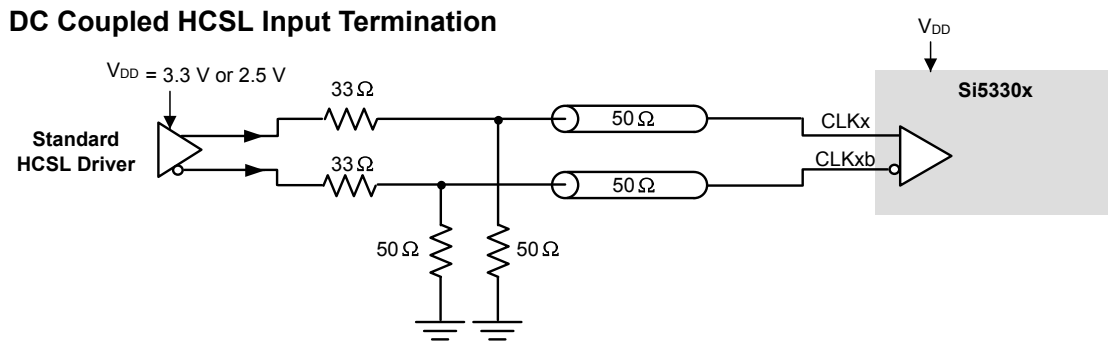 DC Coupled HCSL Input Termination
VDD
VDD = 3.3 V or 2.5 V
Si5330x
33 Ω
Standard
HCSL Driver
50 Ω
CLKx
33 Ω
CLKxb
50 Ω
50 Ω
50 Ω